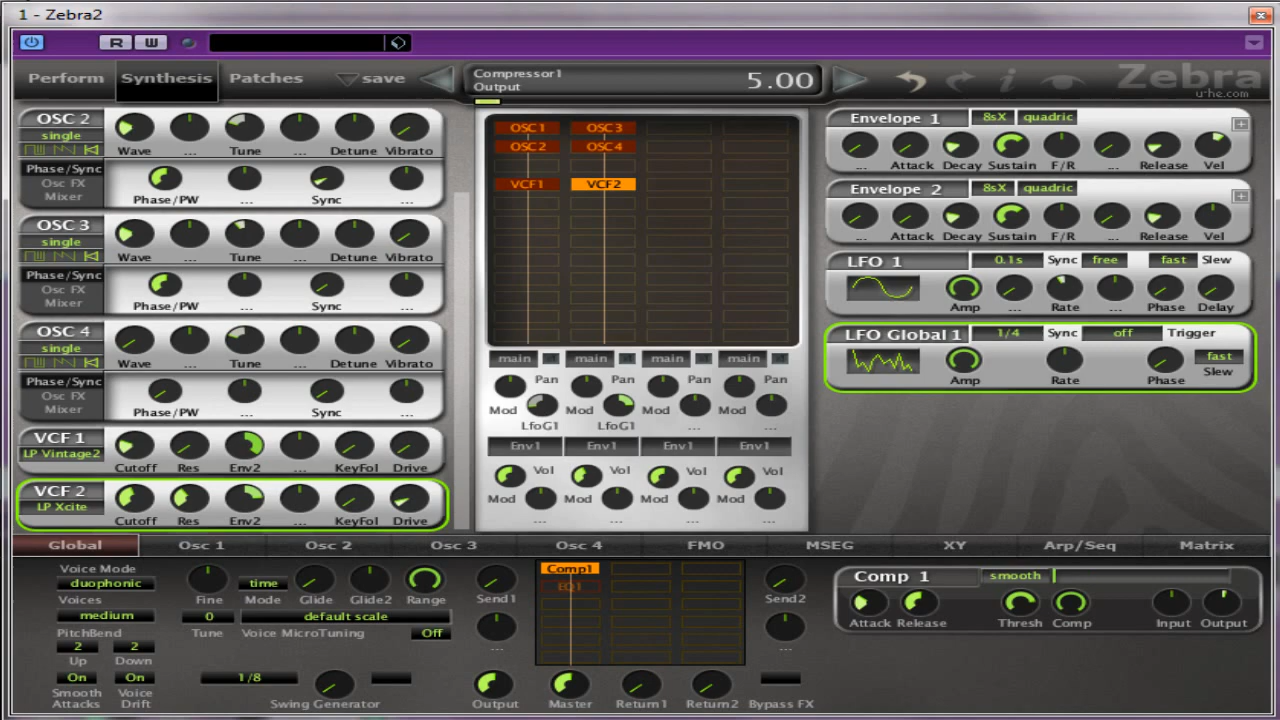 1 - Zebra2
R W
Perform Synthesis Patches save
Compressor1
Output
5.00
Zebra
u-he.com
OSC 2
single
Wave ... Tune ... Detune Vibrato
Phase/Sync
Osc FX
Mixer
Phase/PW ... Sync ...
OSC 3
single
Wave ... Tune ... Detune Vibrato
Phase/Sync
Osc FX
Mixer
Phase/PW ... Sync ...
OSC 4
single
Wave ... Tune ... Detune Vibrato
Phase/Sync
Osc FX
Mixer
Phase/PW ... Sync ...
VCF 1
LP Vintage2
Cutoff Res Env2 ... KeyFol Drive
VCF 2
LP Xcite
Cutoff Res Env2 ... KeyFol Drive
OSC 1 OSC 3
OSC 2 OSC 4
VCF1 VCF2
main main main main
Pan Pan Pan Pan
Mod Mod Mod Mod
LfoG1 LfoG1 ... ...
Env1 Env1 Env1 Env1
Vol Vol Vol Vol
Mod Mod Mod Mod
... ... ... ...
Envelope 1 8sX quadric
... Attack Decay Sustain F/R ... Release Vel
Envelope 2 8sX quadric
... Attack Decay Sustain F/R ... Release Vel
LFO 1 0.1s Sync free fast Slew
Amp ... Rate ... Phase Delay
LFO Global 1 1/4 Sync off Trigger
fast
Slew
Amp Rate Phase
Global Osc 1 Osc 2 Osc 3 Osc 4 FMO MSEG XY Arp/Seq Matrix
Voice Mode
duophonic
Voices
medium
PitchBend
2 2
Up Down
On On
Smooth Attacks
Voice Drift
time
Fine Mode Glide Glide2 Range
0 default scale
Tune Voice MicroTuning Off
1/8
Swing Generator
Send1
...
Comp1
EQ1
Send2
...
Output Master Return1 Return2 Bypass FX
Comp 1 smooth
Attack Release Thresh Comp Input Output